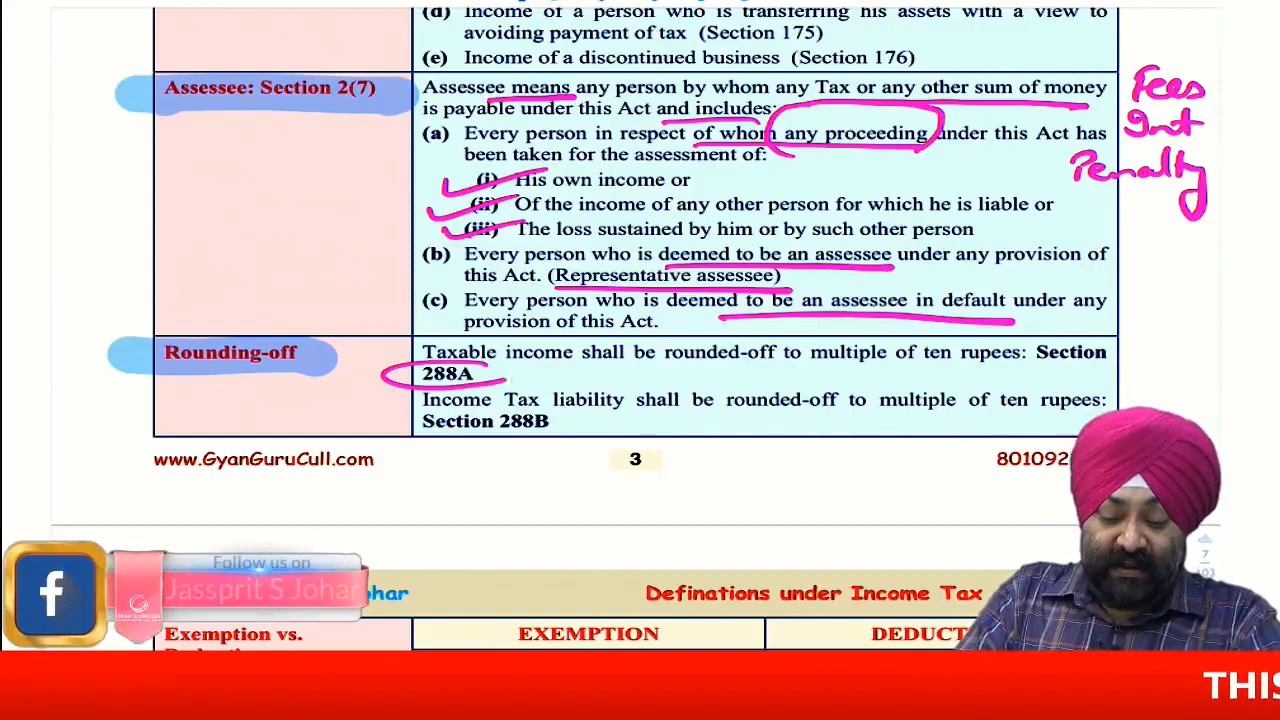 (d) Income of a person who is transferring his assets with a view to
avoiding payment of tax (Section 175)
(e) Income of a discontinued business (Section 176)
Assessee: Section 2(7)
Assessee means any person by whom any Tax or any other sum of money
is payable under this Act and includes:
(a) Every person in respect of whom any proceeding under this Act has
been taken for the assessment of:
(i) His own income or
(ii) Of the income of any other person for which he is liable or
(iii) The loss sustained by him or by such other person
(b) Every person who is deemed to be an assessee under any provision of
this Act. (Representative assessee)
(c) Every person who is deemed to be an assessee in default under any
provision of this Act.
Fees
Int
Penalty
Rounding-off
Taxable income shall be rounded-off to multiple of ten rupees: Section
288A
Income Tax liability shall be rounded-off to multiple of ten rupees:
Section 288B
www.GyanGuruCull.com 3 801092
7
103
Follow us on
Jassprit S Johar
Definations under Income Tax
Exemption vs.
EXEMPTION
DEDUCT
THIS